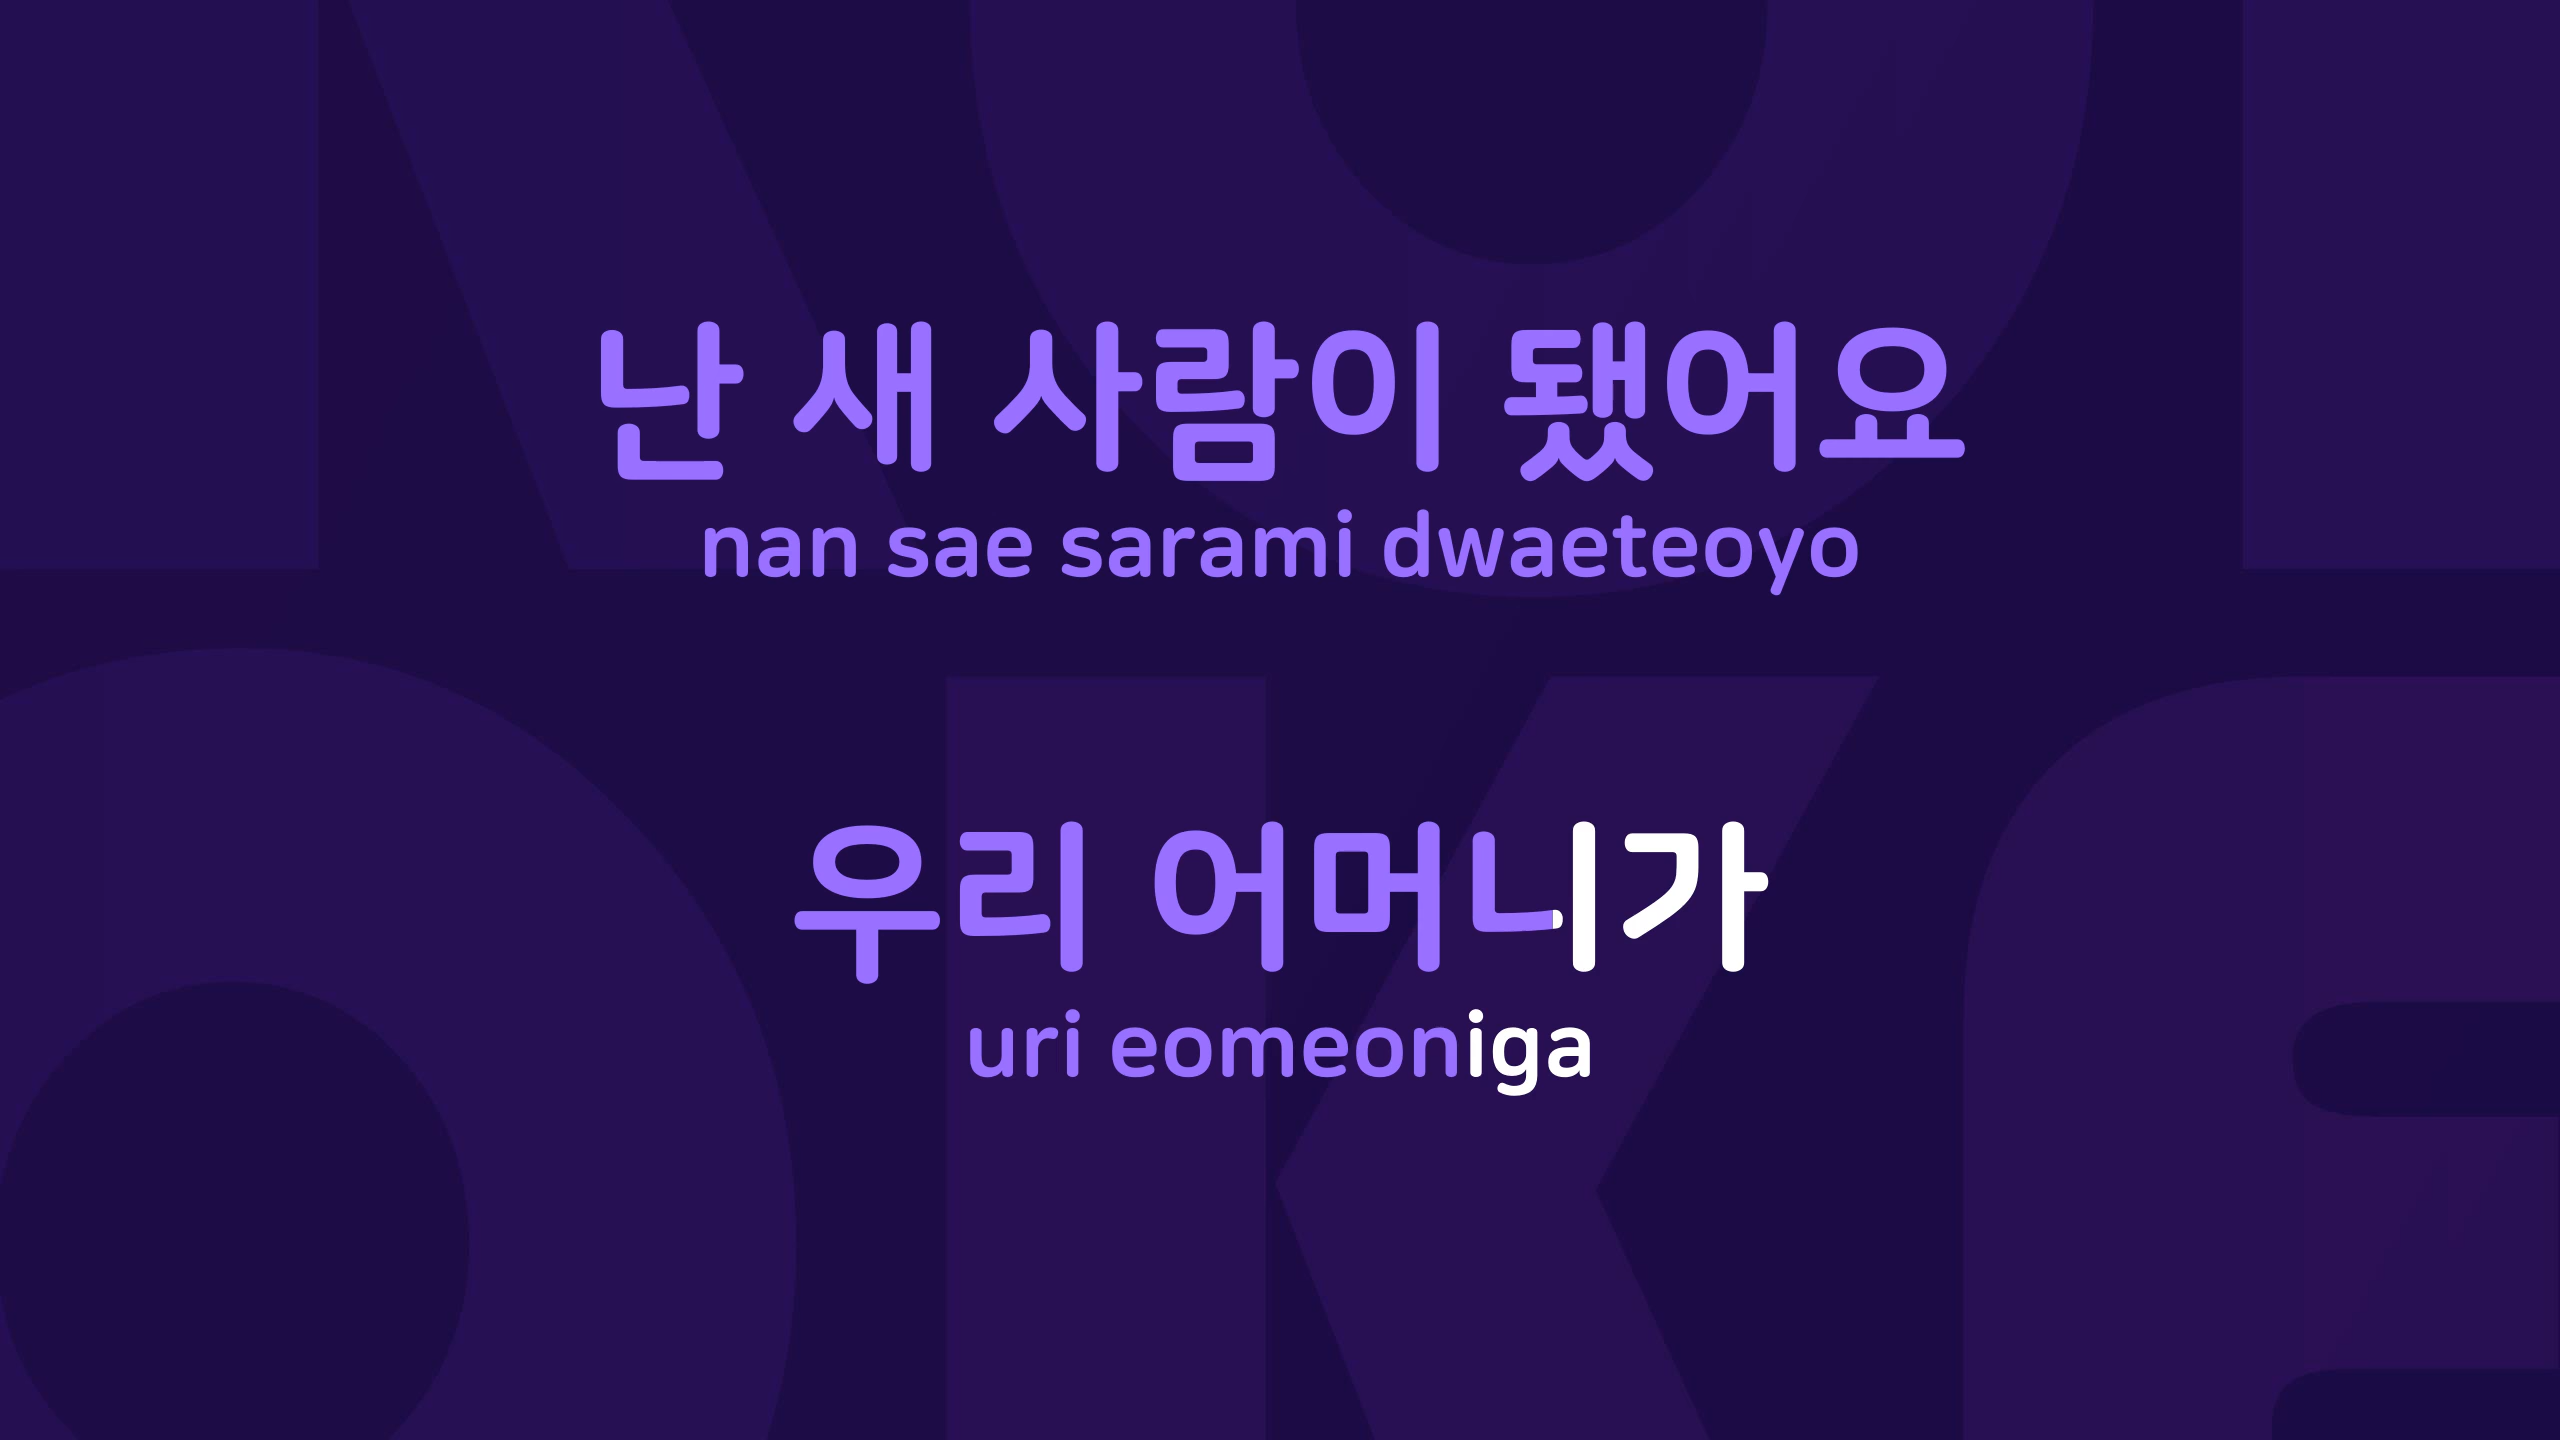 난 새 사람이 됐어요
nan sae sarami dwaeteoyo
우리 어머니가
uri eomeoniga